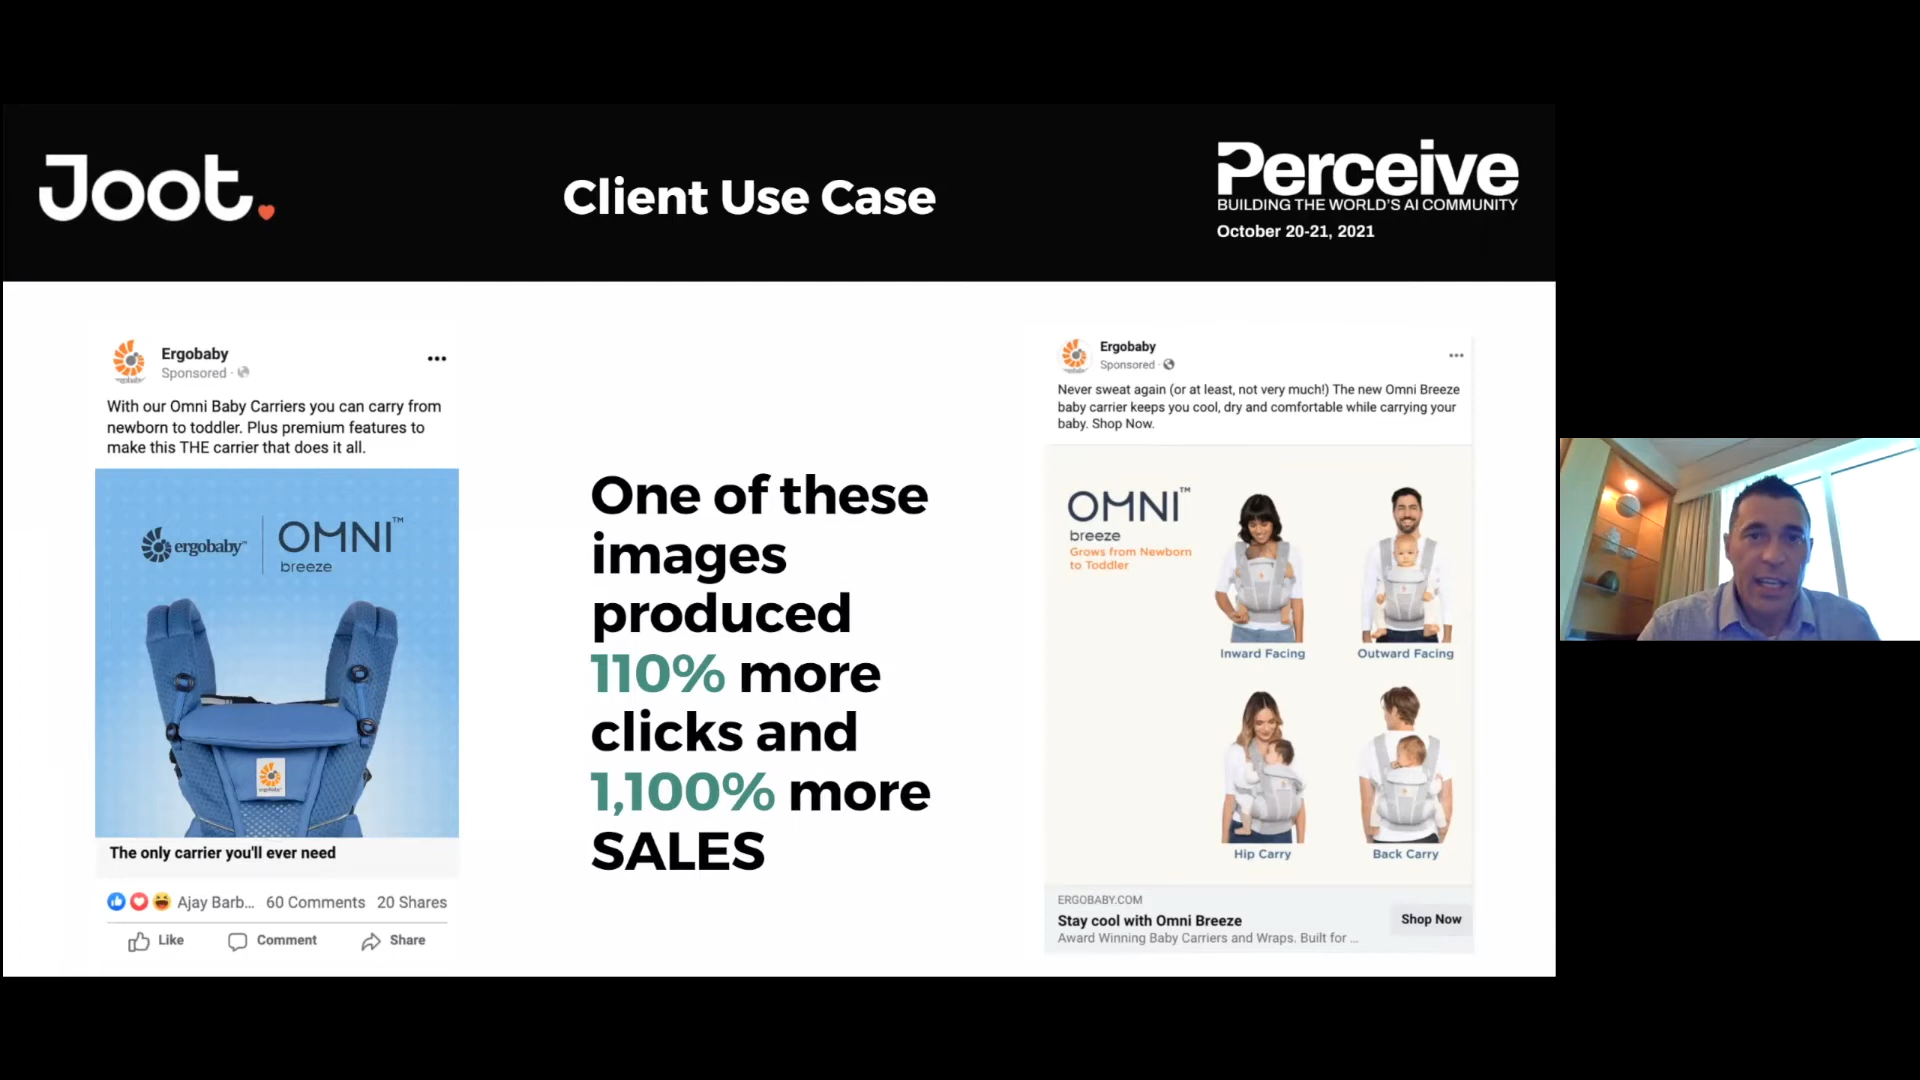 Joot.
Client Use Case
Perceive
BUILDING THE WORLD'S AI COMMUNITY
October 20-21, 2021
Ergobaby
Sponsored ·
With our Omni Baby Carriers you can carry from
newborn to toddler. Plus premium features to
make this THE carrier that does it all.
ergobaby™
OMNI™
breeze
ergobaby
The only carrier you'll ever need
Ajay Barb... 60 Comments 20 Shares
Like Comment Share
One of these
images
produced
110% more
clicks and
1,100% more
SALES
Ergobaby
Sponsored ·
Never sweat again (or at least, not very much!) The new Omni Breeze
baby carrier keeps you cool, dry and comfortable while carrying your
baby. Shop Now.
OMNI™
breeze
Grows from Newborn
to Toddler
Inward Facing
Outward Facing
Hip Carry
Back Carry
ERGOBABY.COM
Stay cool with Omni Breeze
Award Winning Baby Carriers and Wraps. Built for ...
Shop Now